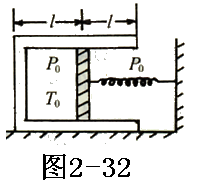 l l
P₀ P₀
T₀
图2-32